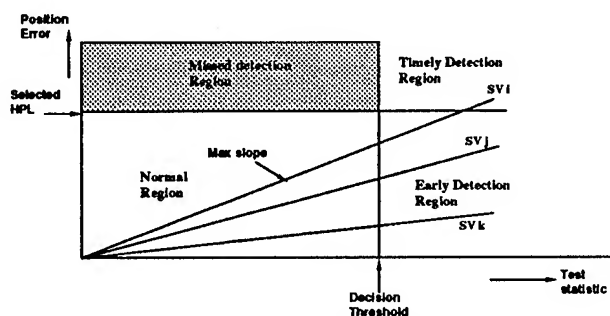 Position
Error
Missed detection
Region
Timely Detection
Region
Selected
HPL
SV i
Max slope
SV j
Normal
Region
Early Detection
Region
SV k
Test
statistic
Decision
Threshold